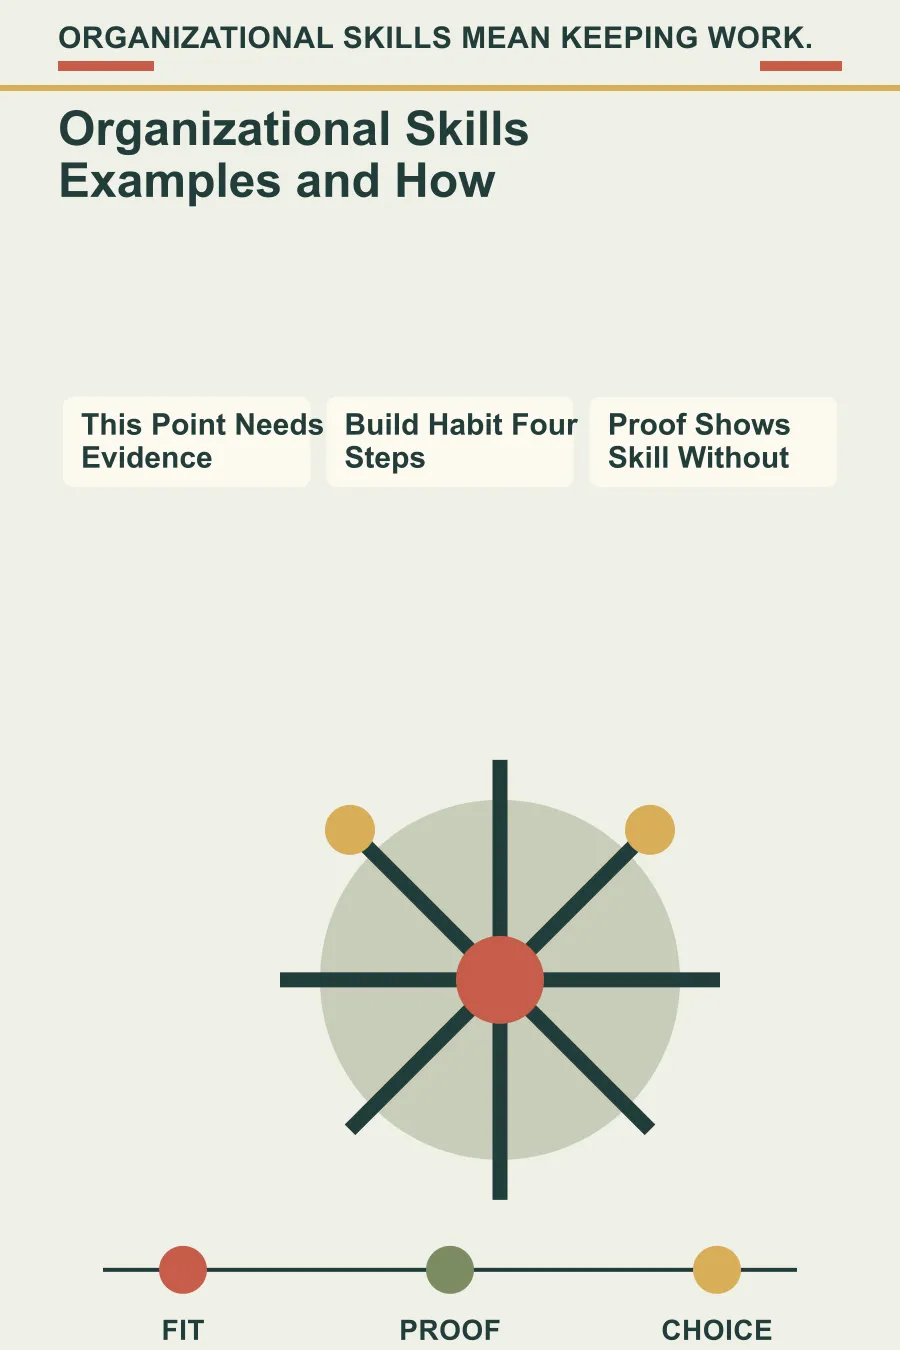 ORGANIZATIONAL SKILLS MEAN KEEPING WORK.
Organizational Skills
Examples and How
This Point Needs
Evidence
Build Habit Four
Steps
Proof Shows
Skill Without
FIT
PROOF
CHOICE